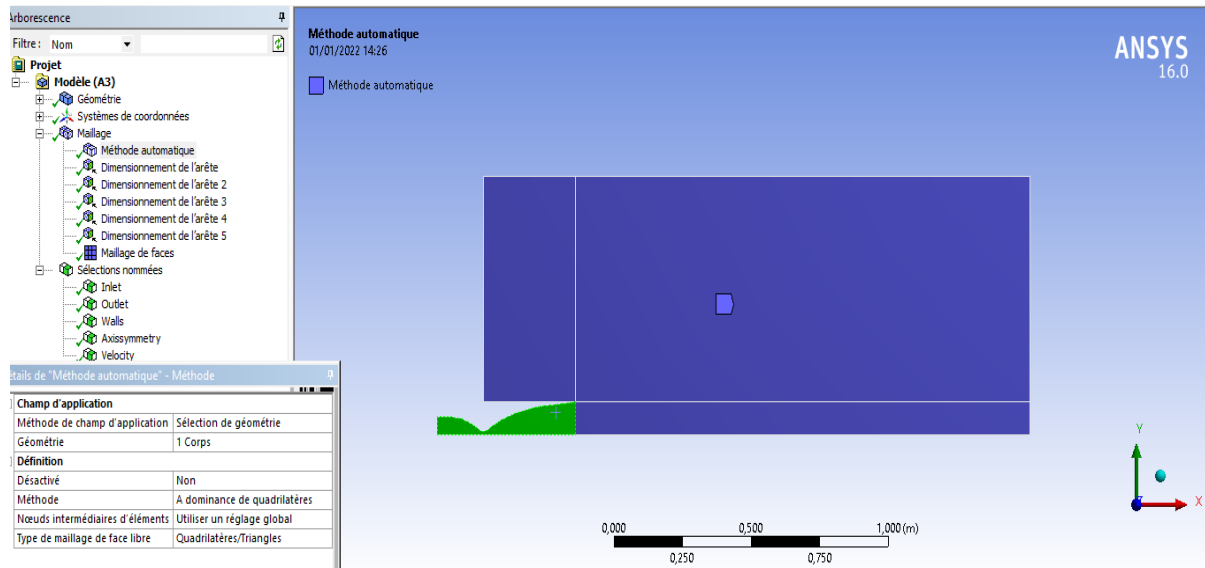 Arborescence
Filtre : Nom
Projet
Modèle (A3)
Géométrie
Systèmes de coordonnées
Maillage
Méthode automatique
Dimensionnement de l'arête
Dimensionnement de l'arête 2
Dimensionnement de l'arête 3
Dimensionnement de l'arête 4
Dimensionnement de l'arête 5
Maillage de faces
Sélections nommées
Inlet
Outlet
Walls
Axissymmetry
Velocity
étails de "Méthode automatique" - Méthode
Champ d'application
Méthode de champ d'application Sélection de géométrie
Géométrie 1 Corps
Définition
Désactivé Non
Méthode A dominance de quadrilatères
Nœuds intermédiaires d'éléments Utiliser un réglage global
Type de maillage de face libre Quadrilatères/Triangles
Méthode automatique
01/01/2022 14:26
Méthode automatique
ANSYS
16.0
Y
X
0,000 0,500 1,000 (m)
0,250 0,750